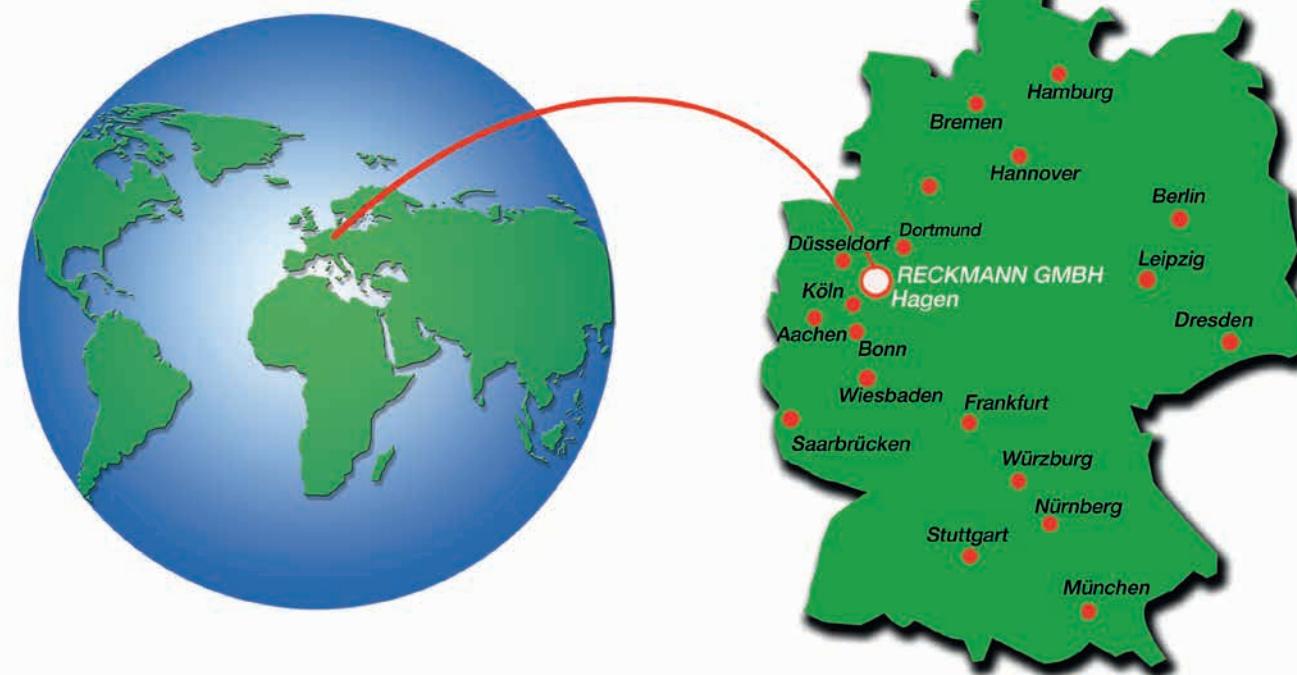 Hamburg
Bremen
Hannover
Berlin
Dortmund
Düsseldorf
Leipzig
RECKMANN GMBH
Köln
Hagen
Dresden
Aachen
Bonn
Wiesbaden
Frankfurt
Saarbrücken
Würzburg
Nürnberg
Stuttgart
München